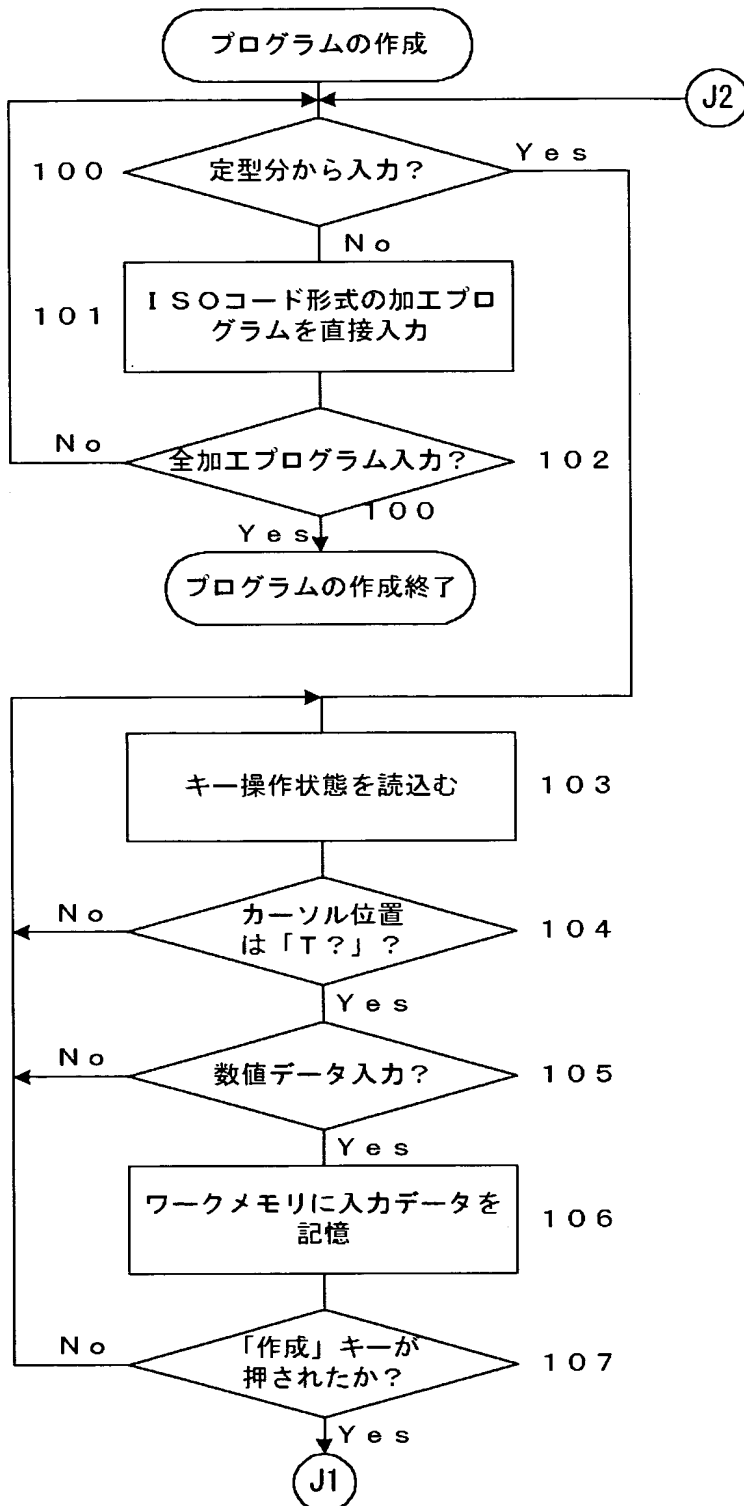 プログラムの作成
J2
100
定型分から入力?
Yes
No
101
ISOコード形式の加工プロ
グラムを直接入力
No
全加工プログラム入力?
102
100
Yes
プログラムの作成終了
キー操作状態を読込む
103
No
カーソル位置
は「T?」?
104
Yes
No
数値データ入力?
105
Yes
ワークメモリに入力データを
記憶
106
No
「作成」キーが
押されたか?
107
Yes
J1